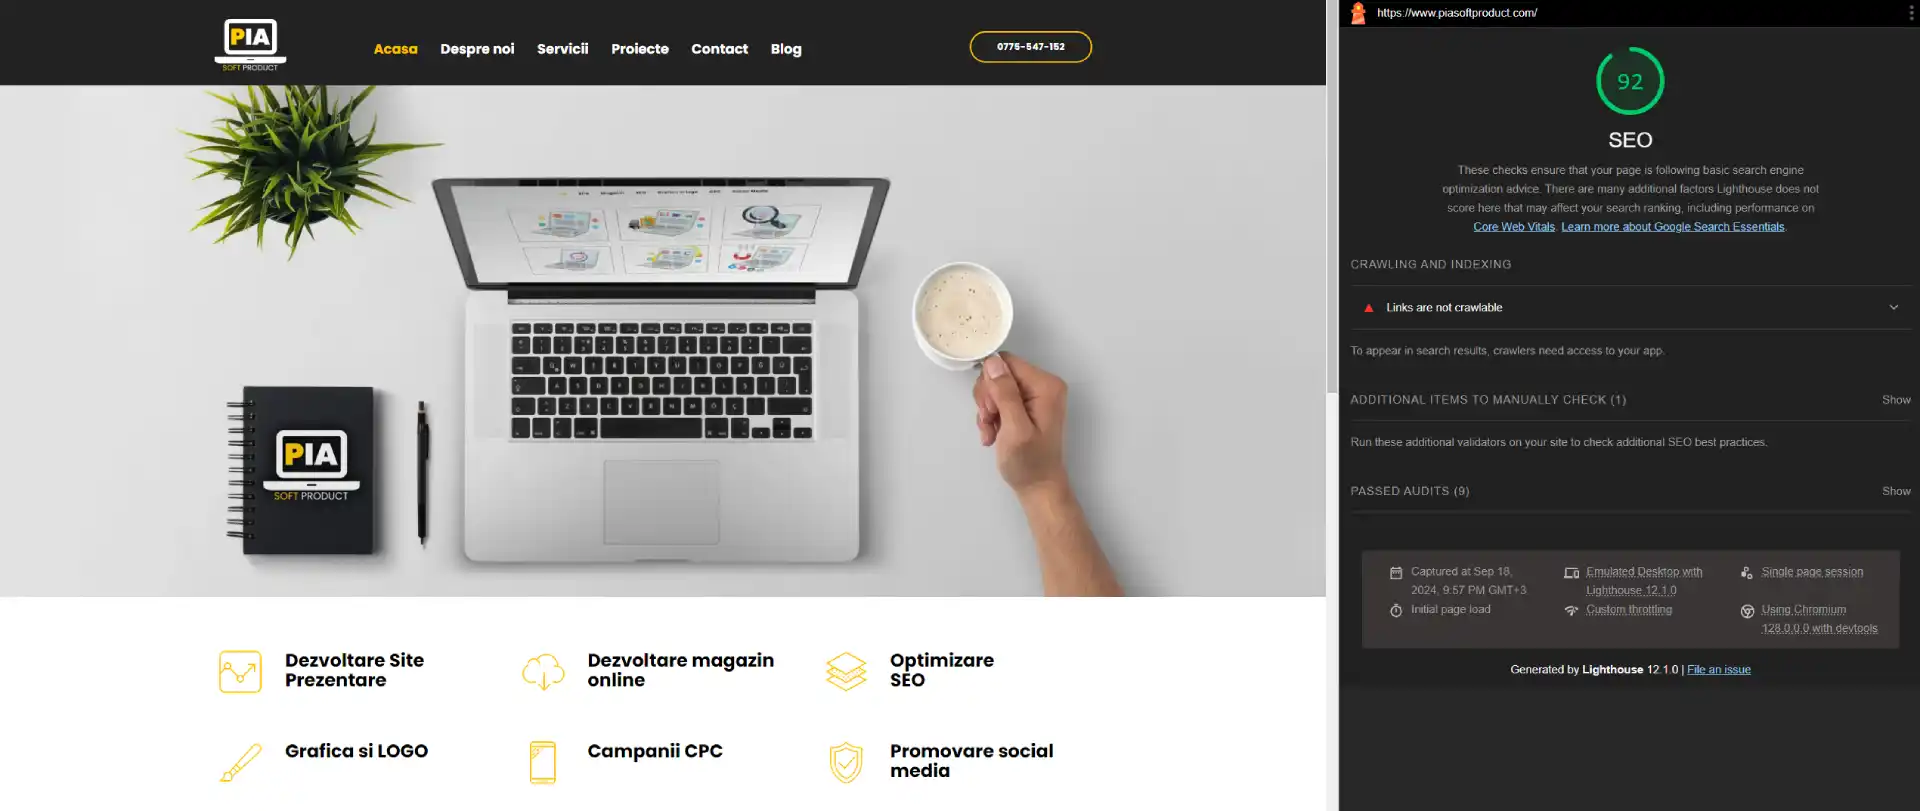 PIA
SOFT PRODUCT
Acasa
Despre noi
Servicii
Proiecte
Contact
Blog
0775-547-152
PIA
SOFT PRODUCT
Dezvoltare Site
Prezentare
Dezvoltare magazin
online
Optimizare
SEO
Grafica si LOGO
Campanii CPC
Promovare social
media
https://www.piasoftproduct.com/
92
SEO
These checks ensure that your page is following basic search engine
optimization advice. There are many additional factors Lighthouse does not
score here that may affect your search ranking, including performance on
Core Web Vitals. Learn more about Google Search Essentials.
CRAWLING AND INDEXING
Links are not crawlable
To appear in search results, crawlers need access to your app.
ADDITIONAL ITEMS TO MANUALLY CHECK (1)
Show
Run these additional validators on your site to check additional SEO best practices.
PASSED AUDITS (9)
Show
Captured at Sep 18,
2024, 9:57 PM GMT+3
Emulated Desktop with
Lighthouse 12.1.0
Single page session
Initial page load
Custom throttling
Using Chromium
128.0.0.0 with devtools
Generated by Lighthouse 12.1.0 | File an issue